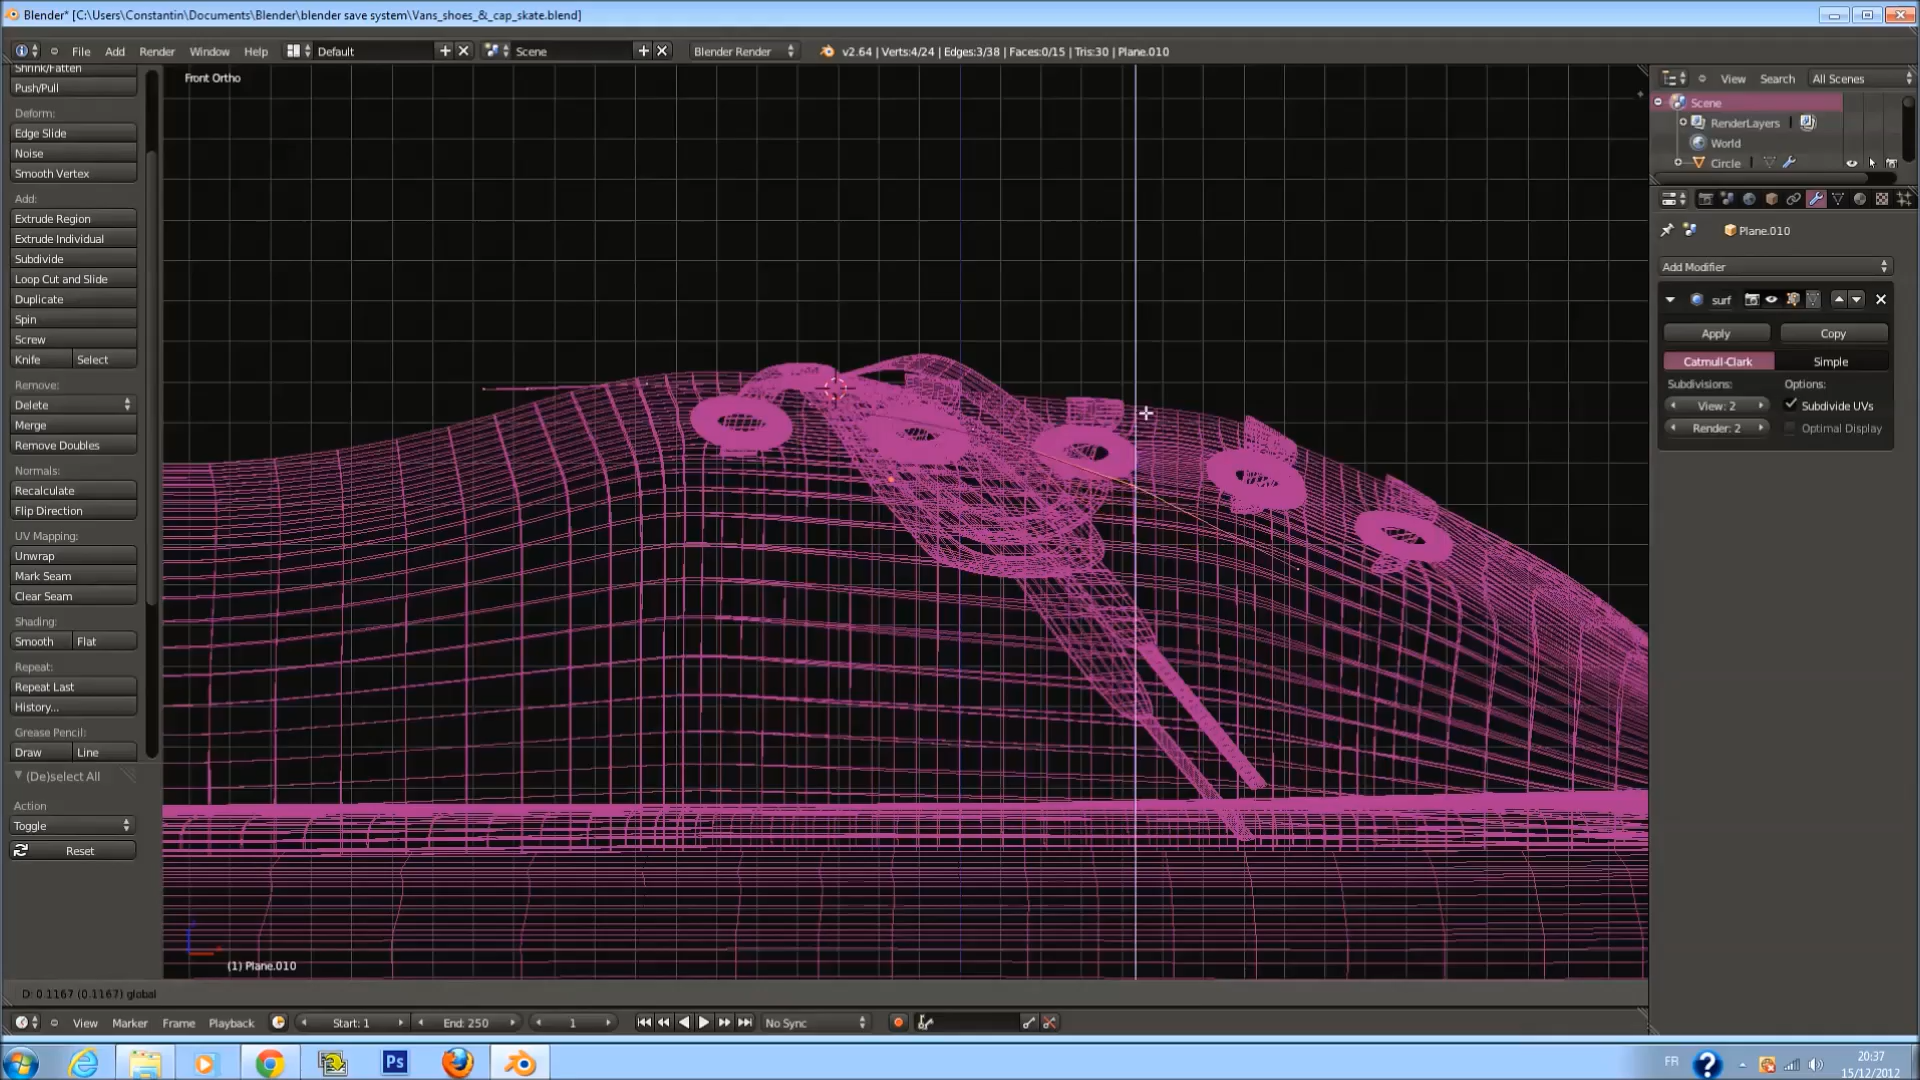 Blender* [C:\Users\Constantin\Documents\Blender\blender save system\Vans_shoes_&_cap_skate.blend]
File Add Render Window Help Default Scene Blender Render v2.64 | Verts:4/24 | Edges:3/38 | Faces:0/15 | Tris:30 | Plane.010
Shrink/Fatten
Push/Pull
Deform:
Edge Slide
Noise
Smooth Vertex
Add:
Extrude Region
Extrude Individual
Subdivide
Loop Cut and Slide
Duplicate
Spin
Screw
Knife Select
Remove:
Delete
Merge
Remove Doubles
Normals:
Recalculate
Flip Direction
UV Mapping:
Unwrap
Mark Seam
Clear Seam
Shading:
Smooth Flat
Repeat:
Repeat Last
History...
Grease Pencil:
Draw Line
(De)select All
Action
Toggle
Reset
Front Ortho
(1) Plane.010
D: 0.1167 (0.1167) global
View Search All Scenes
Scene
RenderLayers
World
Circle
Plane.010
Add Modifier
surf
Apply Copy
Catmull-Clark Simple
Subdivisions: Options:
View: 2 Subdivide UVs
Render: 2 Optimal Display
View Marker Frame Playback Start: 1 End: 250 1 No Sync
Ps
FR
20:37
15/12/2012